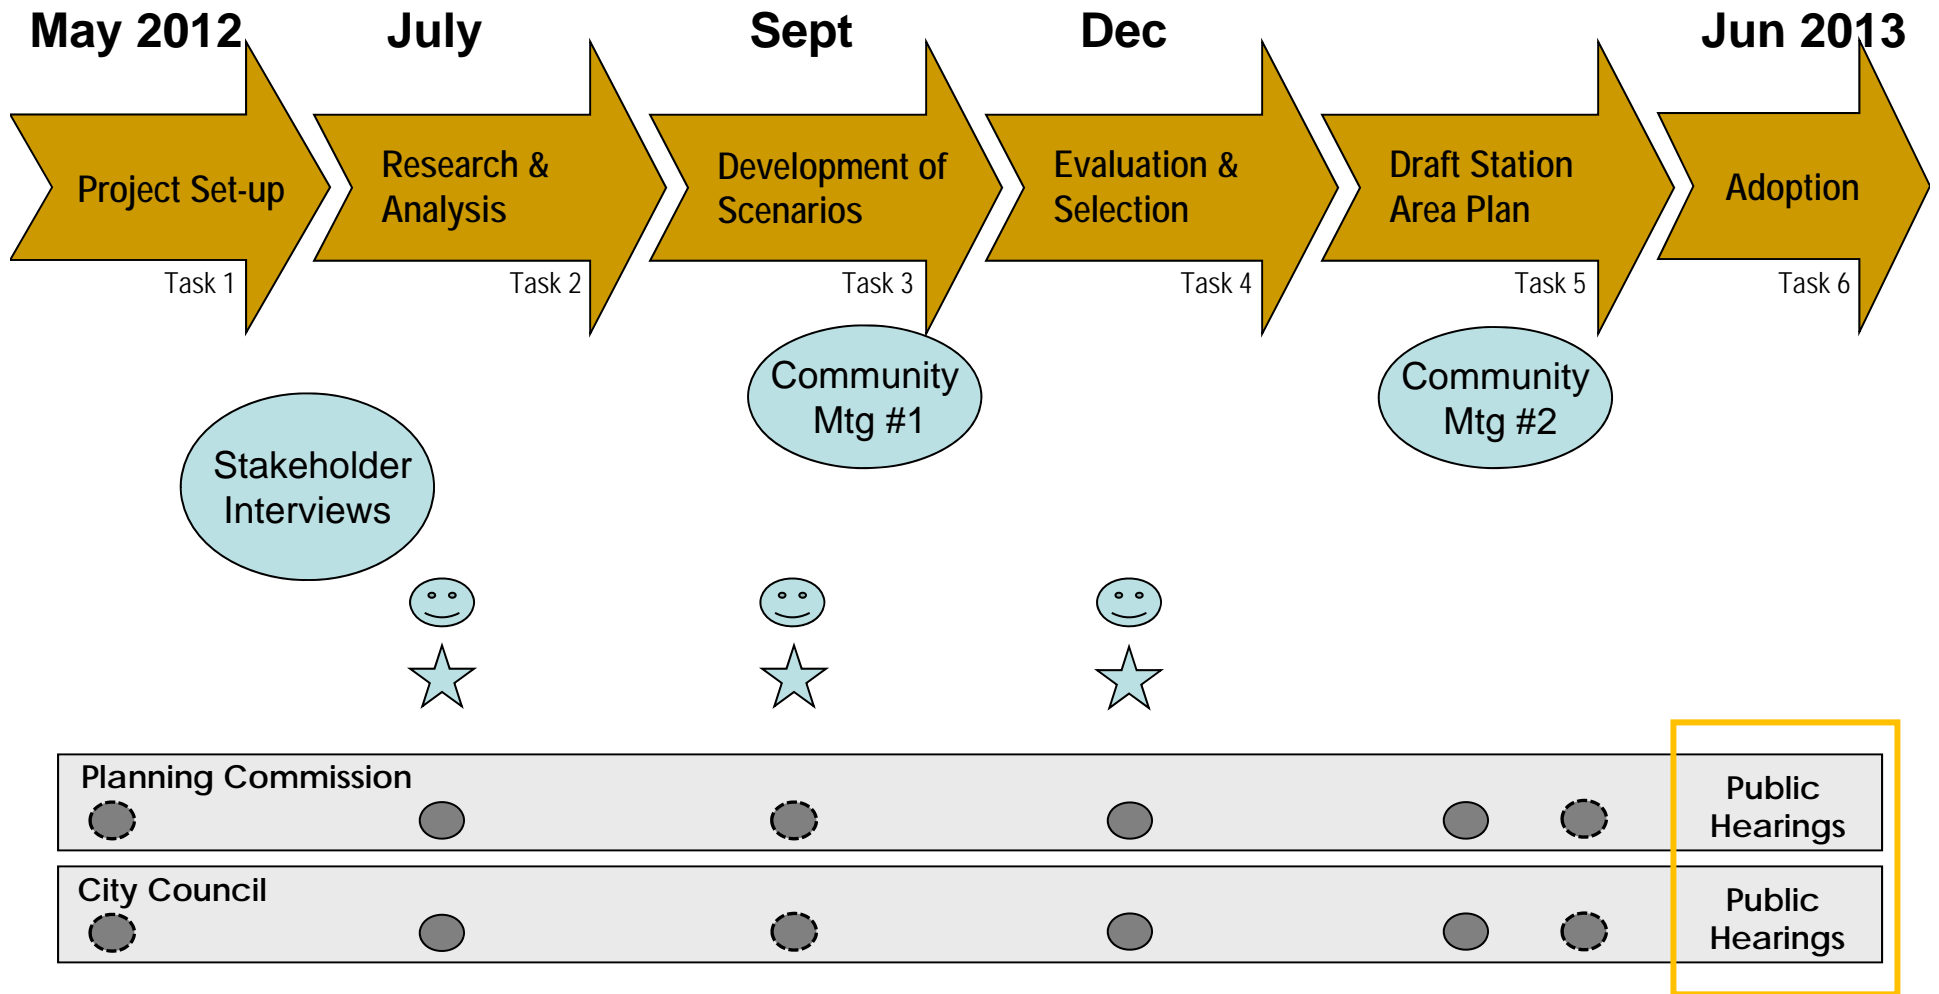 May 2012
July
Sept
Dec
Jun 2013
Project Set-up
Research &
Analysis
Development of
Scenarios
Evaluation &
Selection
Draft Station
Area Plan
Adoption
Task 1
Task 2
Task 3
Task 4
Task 5
Task 6
Community
Mtg #1
Community
Mtg #2
Stakeholder
Interviews
Planning Commission
Public
Hearings
City Council
Public
Hearings